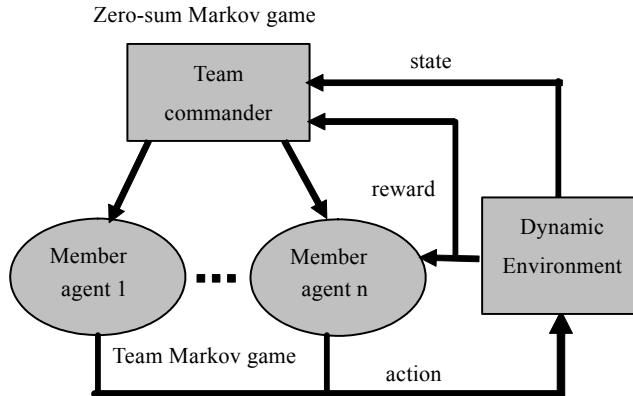 Zero-sum Markov game
Team
commander
state
reward
Dynamic
Environment
Member
agent 1
Member
agent n
Team Markov game
action